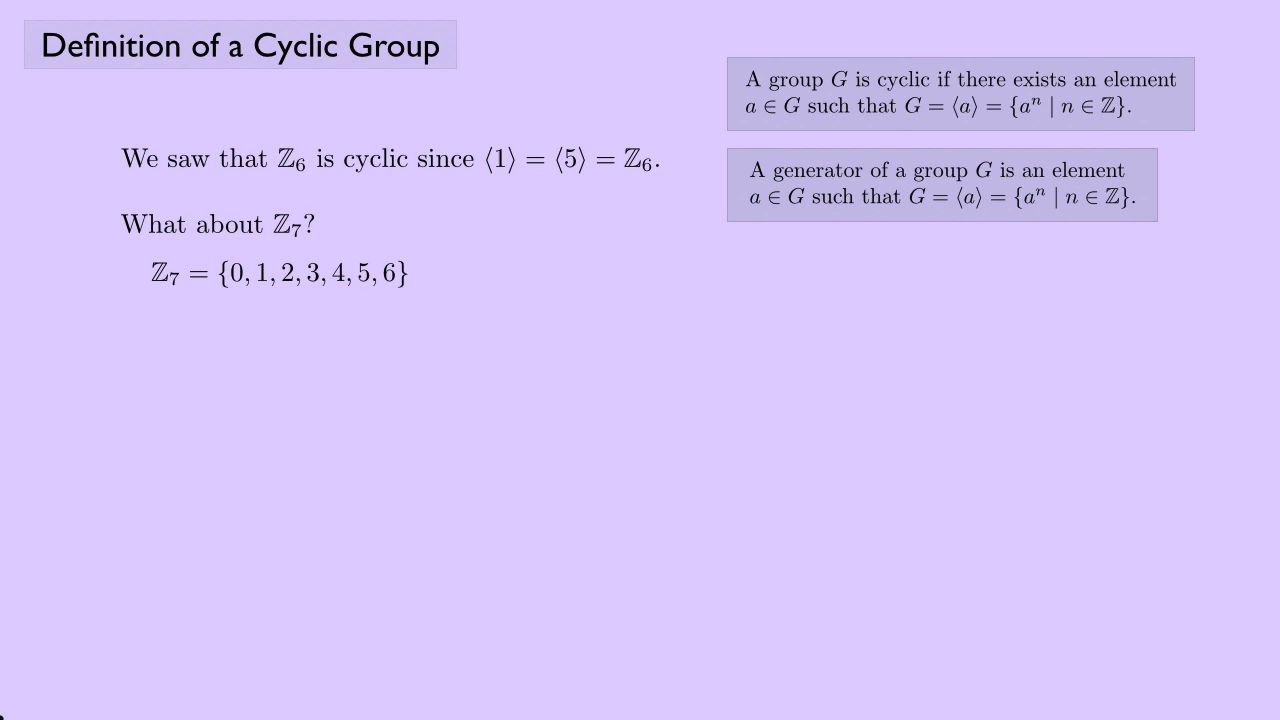 Definition of a Cyclic Group
A group G is cyclic if there exists an element
a ∈ G such that G = ⟨a⟩ = {aⁿ | n ∈ ℤ}.
We saw that ℤ₆ is cyclic since ⟨1⟩ = ⟨5⟩ = ℤ₆.
A generator of a group G is an element
a ∈ G such that G = ⟨a⟩ = {aⁿ | n ∈ ℤ}.
What about ℤ₇?
ℤ₇ = {0, 1, 2, 3, 4, 5, 6}